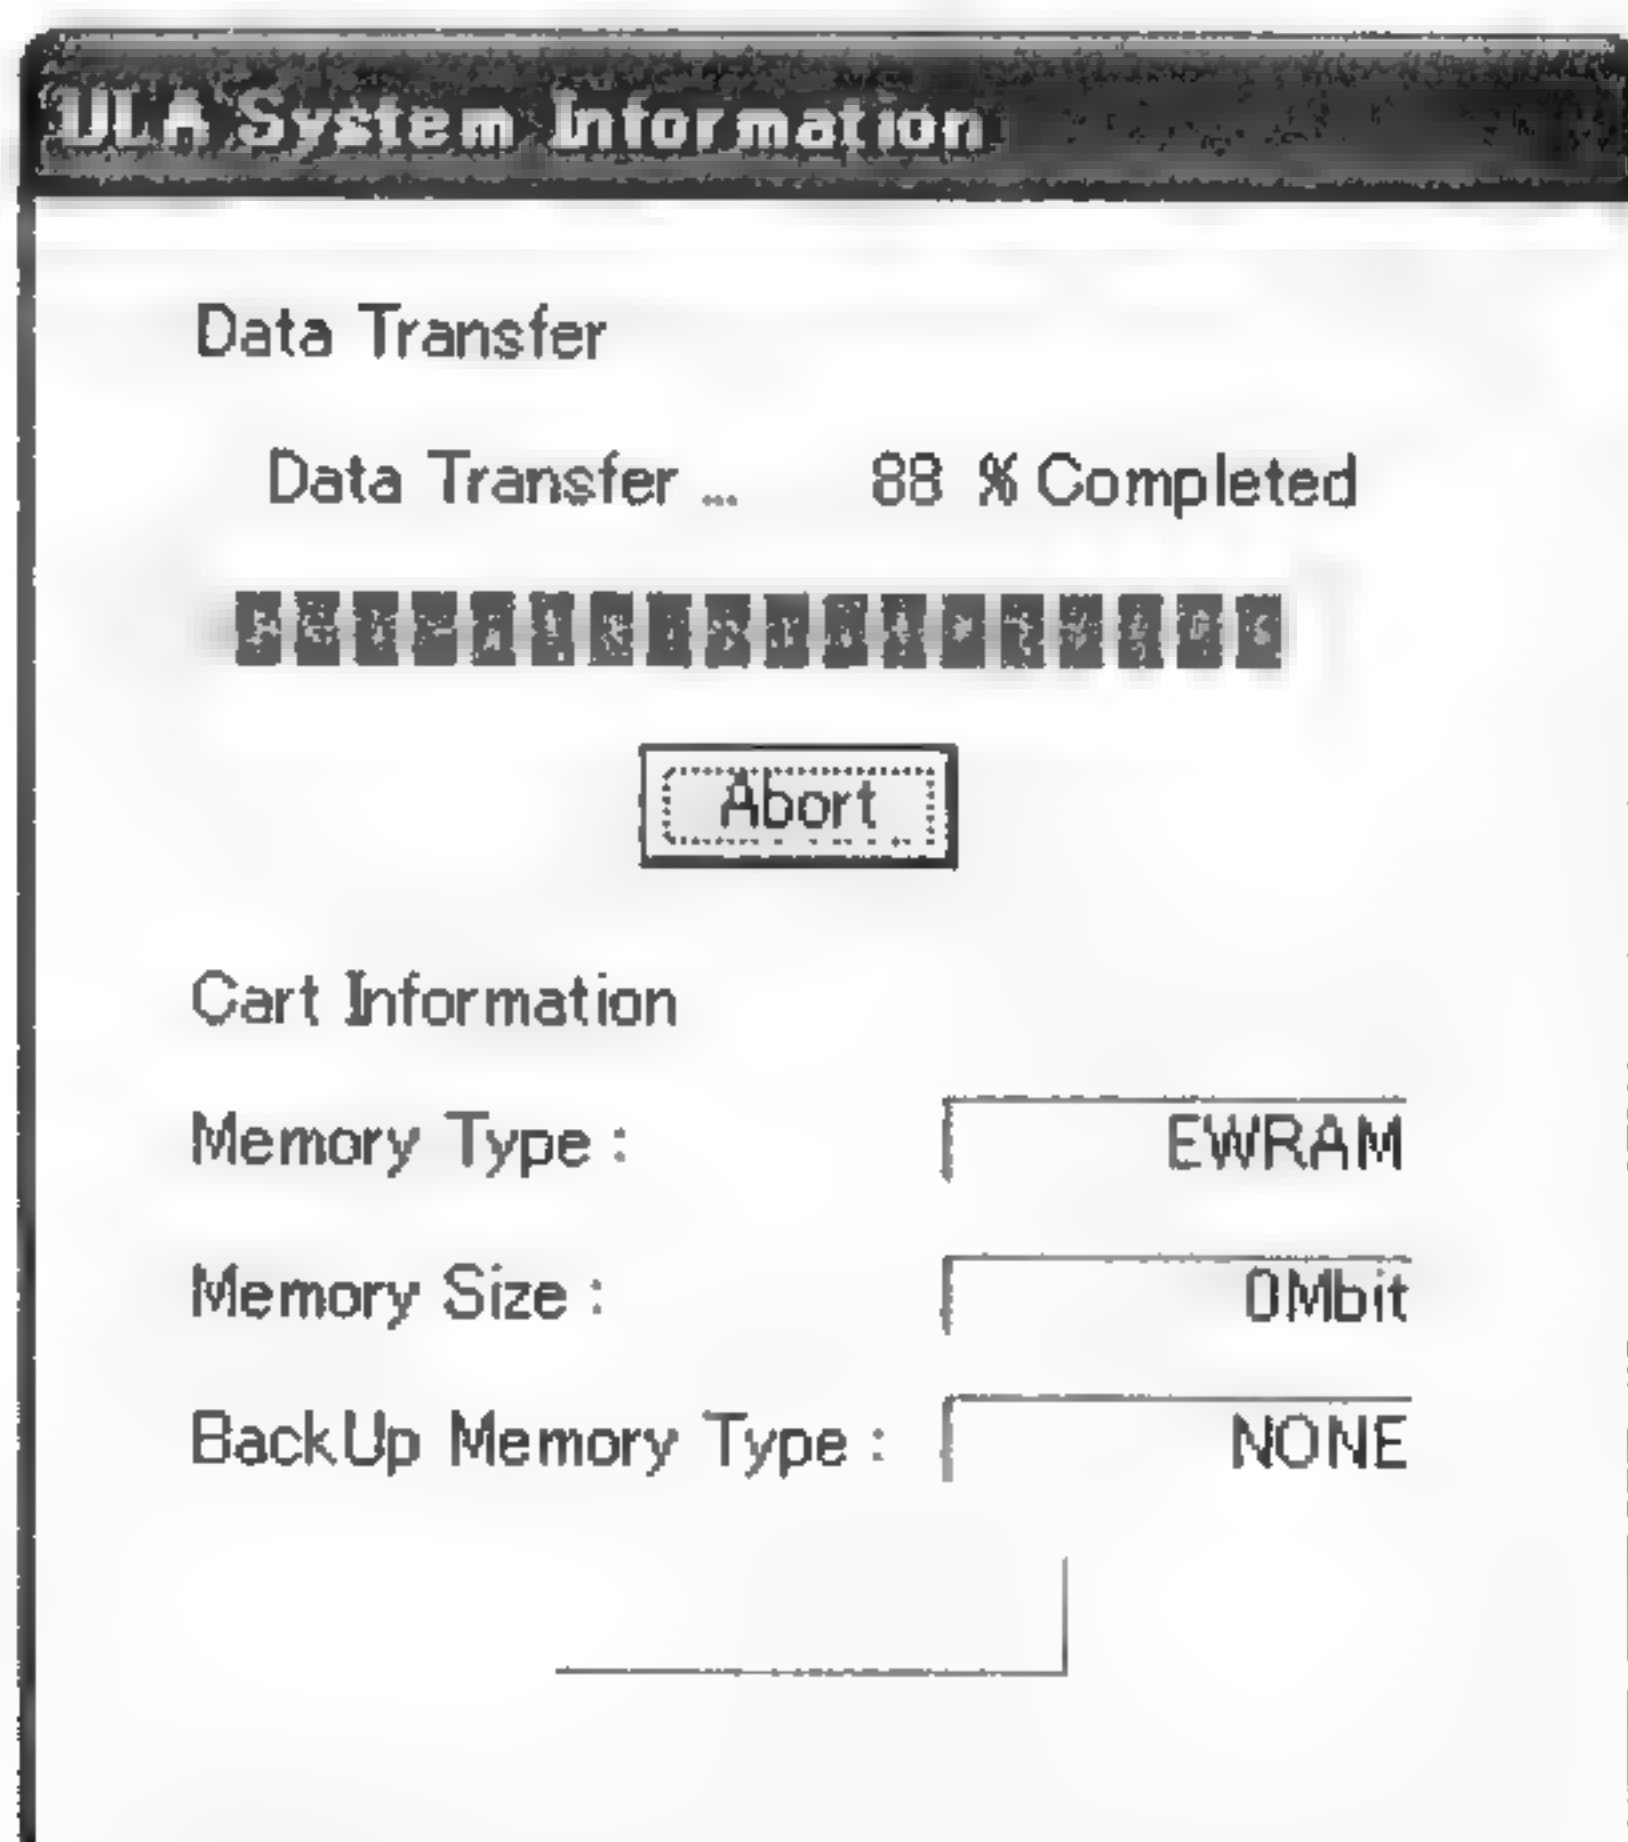 ULA System Information
Data Transfer
Data Transfer ... 88 % Completed
Abort
Cart Information
Memory Type : EWRAM
Memory Size : 0Mbit
BackUp Memory Type : NONE